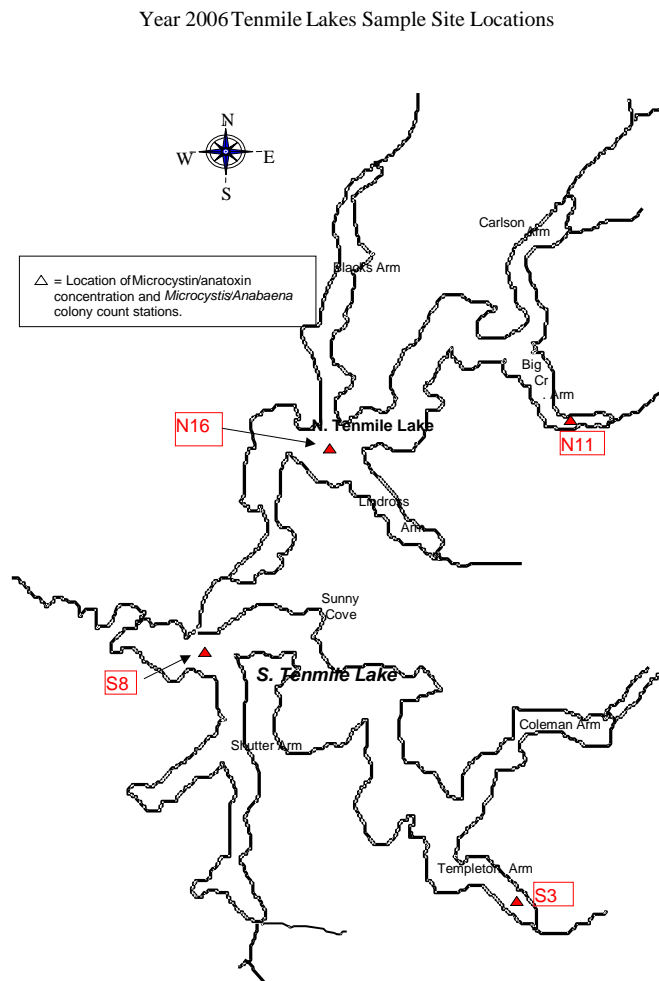 Year 2006 Tenmile Lakes Sample Site Locations
N
W
E
S
Carlson
Arm
Blacks Arm
= Location of Microcystin/anatoxin
concentration and Microcystis/Anabaena
colony count stations.
Big
Cr
. Arm
N16
N. Tenmile Lake
N11
Lindross
Arm
Sunny
Cove
S8
S. Tenmile Lake
Coleman Arm
Shutter Arm
Templeton Arm
S3